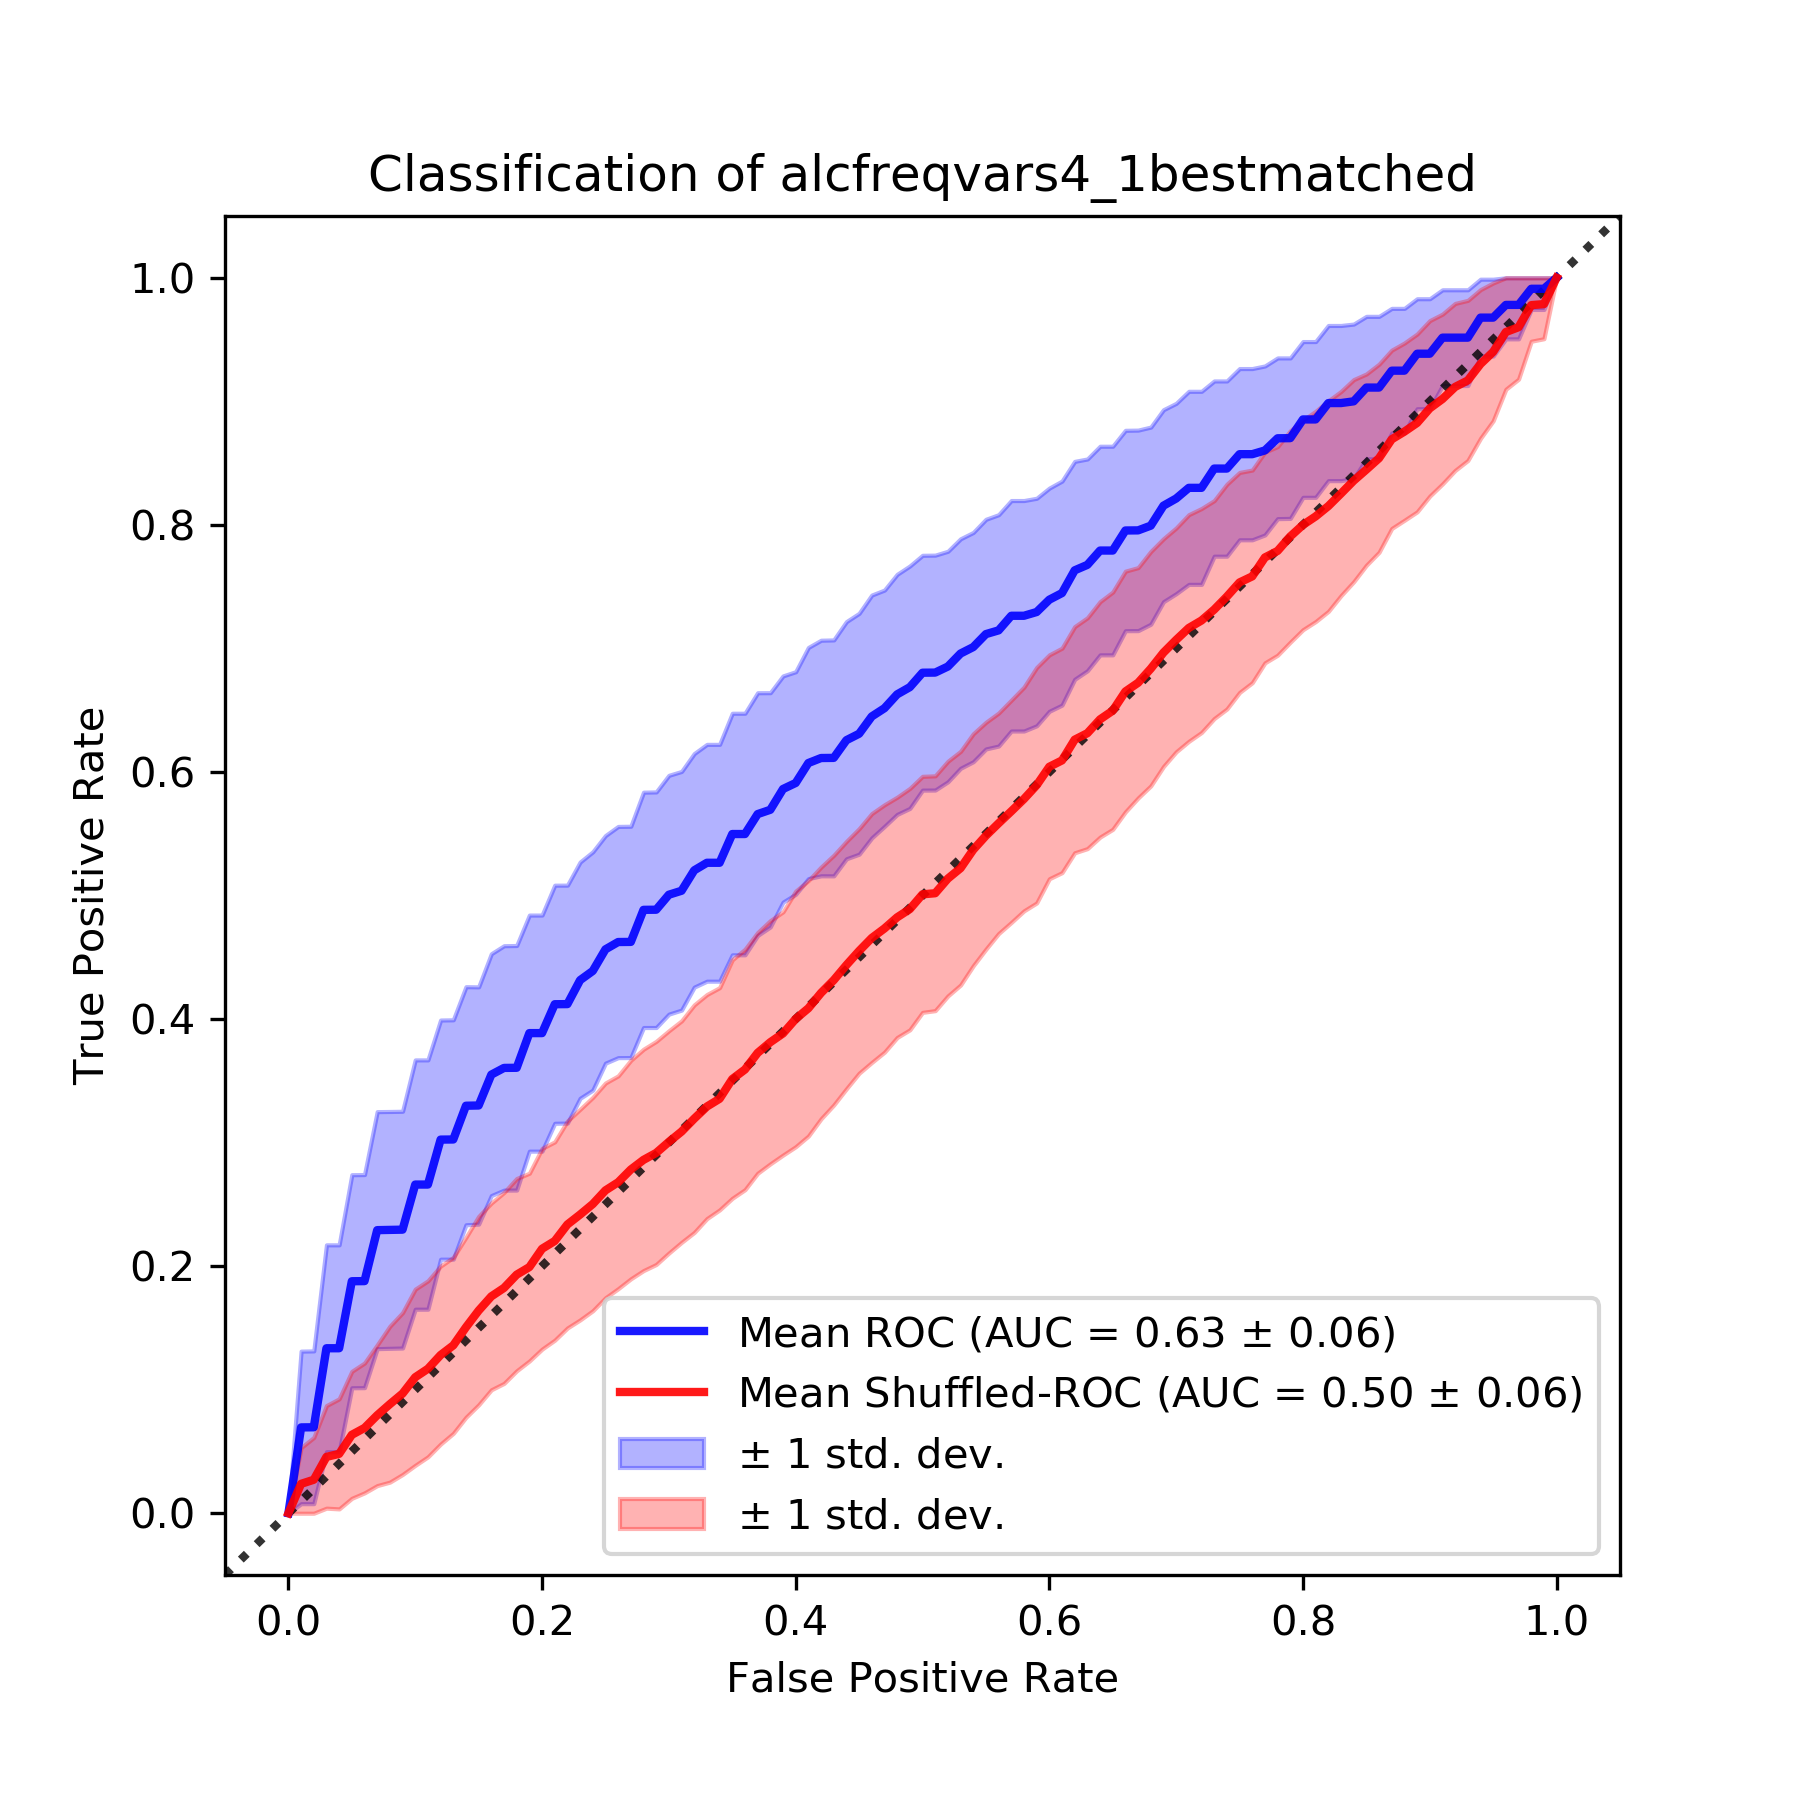 Classification of alcfreqvars4_1bestmatched
True Positive Rate
1.0
0.8
0.6
0.4
0.2
0.0
Mean ROC (AUC = 0.63 ± 0.06)
Mean Shuffled-ROC (AUC = 0.50 ± 0.06)
± 1 std. dev.
± 1 std. dev.
0.0 0.2 0.4 0.6 0.8 1.0
False Positive Rate